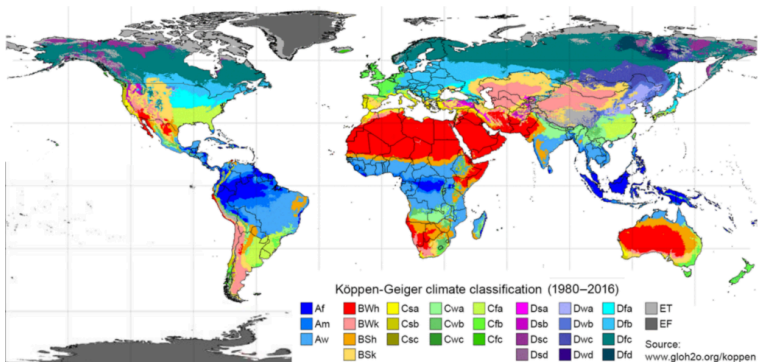 Köppen-Geiger climate classification (1980–2016)
Af BWh Csa Cwa Cfa Dsa Dwa Dfa ET
Am BWk Csb Cwb Cfb Dsb Dwb Dfb EF
Aw BSh Csc Cwc Cfc Dsc Dwc Dfc Source:
BSk Dsd Dwd Dfd www.gloh2o.org/koppen